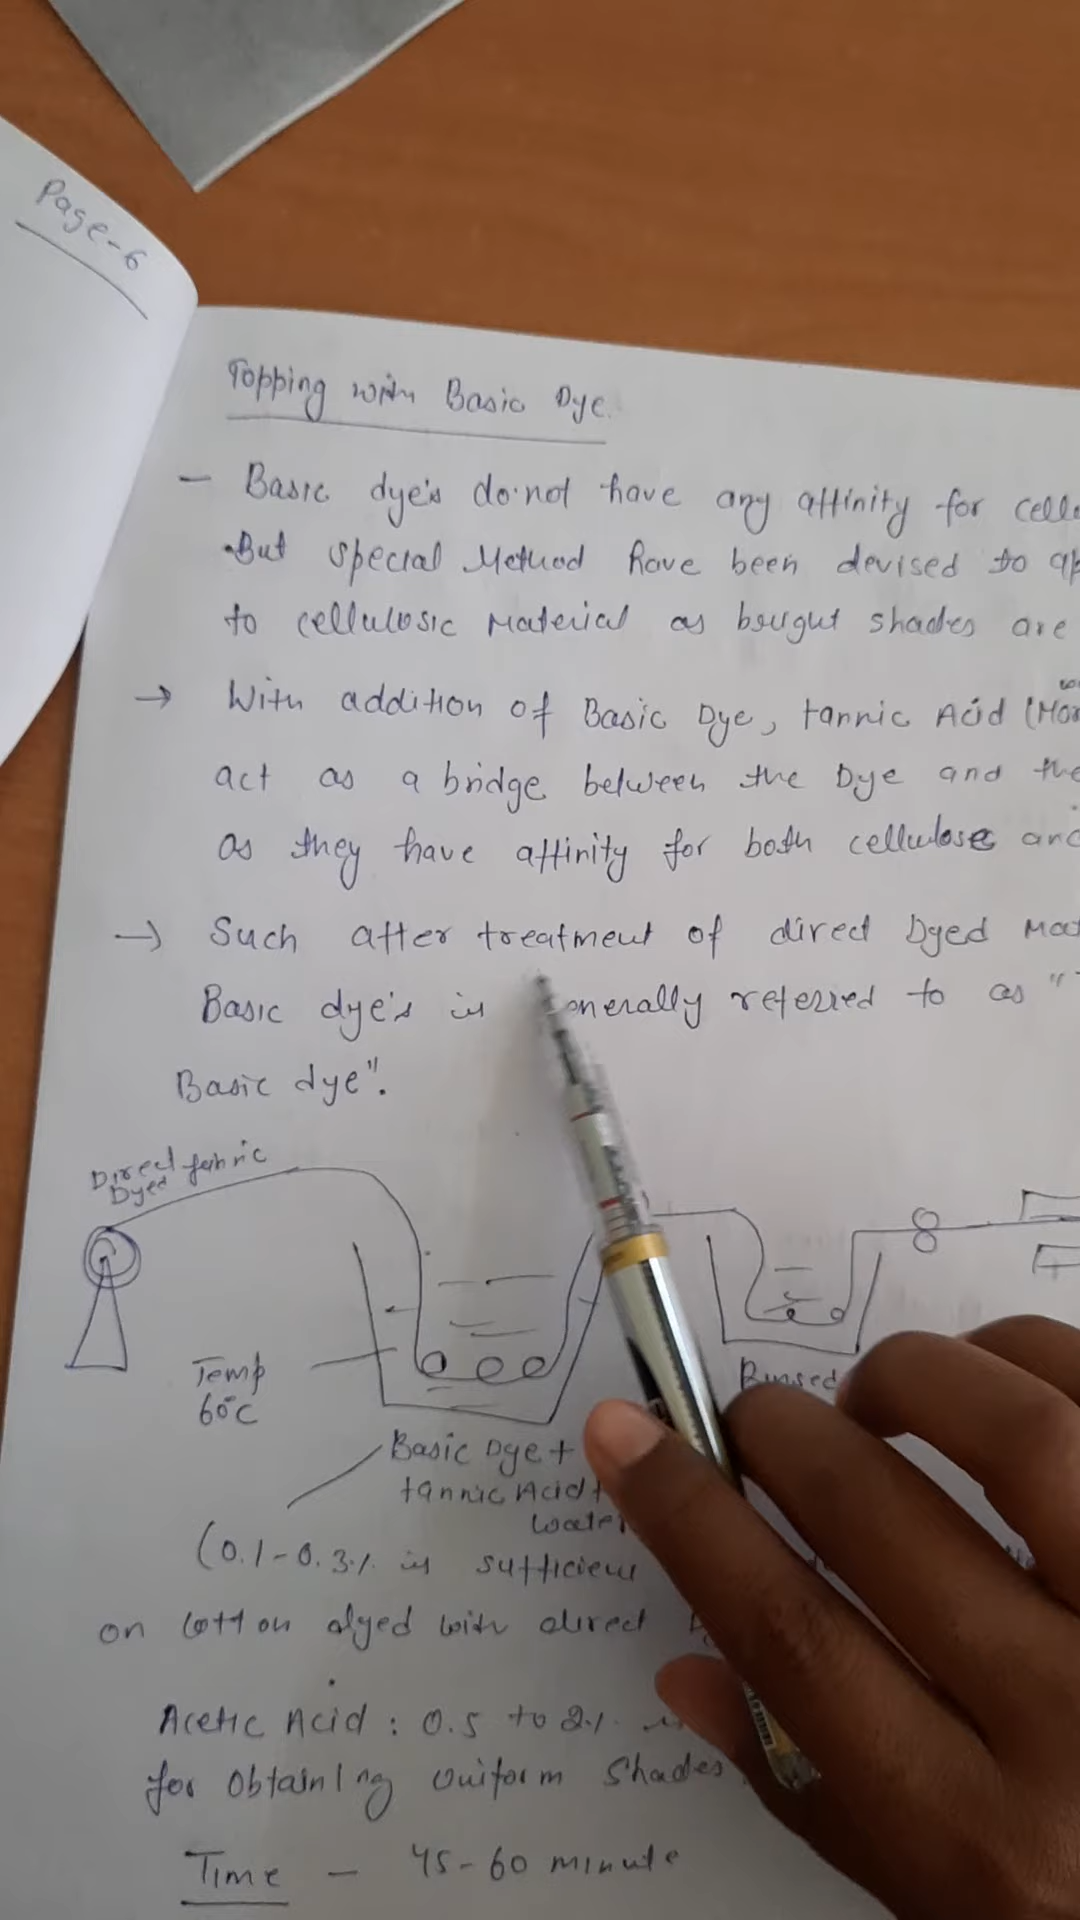 Page-6
Topping with Basic Dye.
- Basic dye's do not have any affinity for cell
But special Method have been devised to ap
to cellulosic Material as bought shades are
→ With addition of Basic Dye, tannic Acid (Mor
act as a bridge between the Dye and the
as they have affinity for both cellulose and
→ Such after treatment of direct Dyed Mat
Basic dye's is enerally referred to as "T
Basic dye".
Direct fabric
Dyed
Temp
60°C
Rinsed
Basic Dye +
tannic Acid +
water
(0.1-0.3% is sufficient
on cotton dyed with direct D
Acetic Acid : 0.5 to 2%
for Obtaining Uniform Shades
Time - 45-60 minute